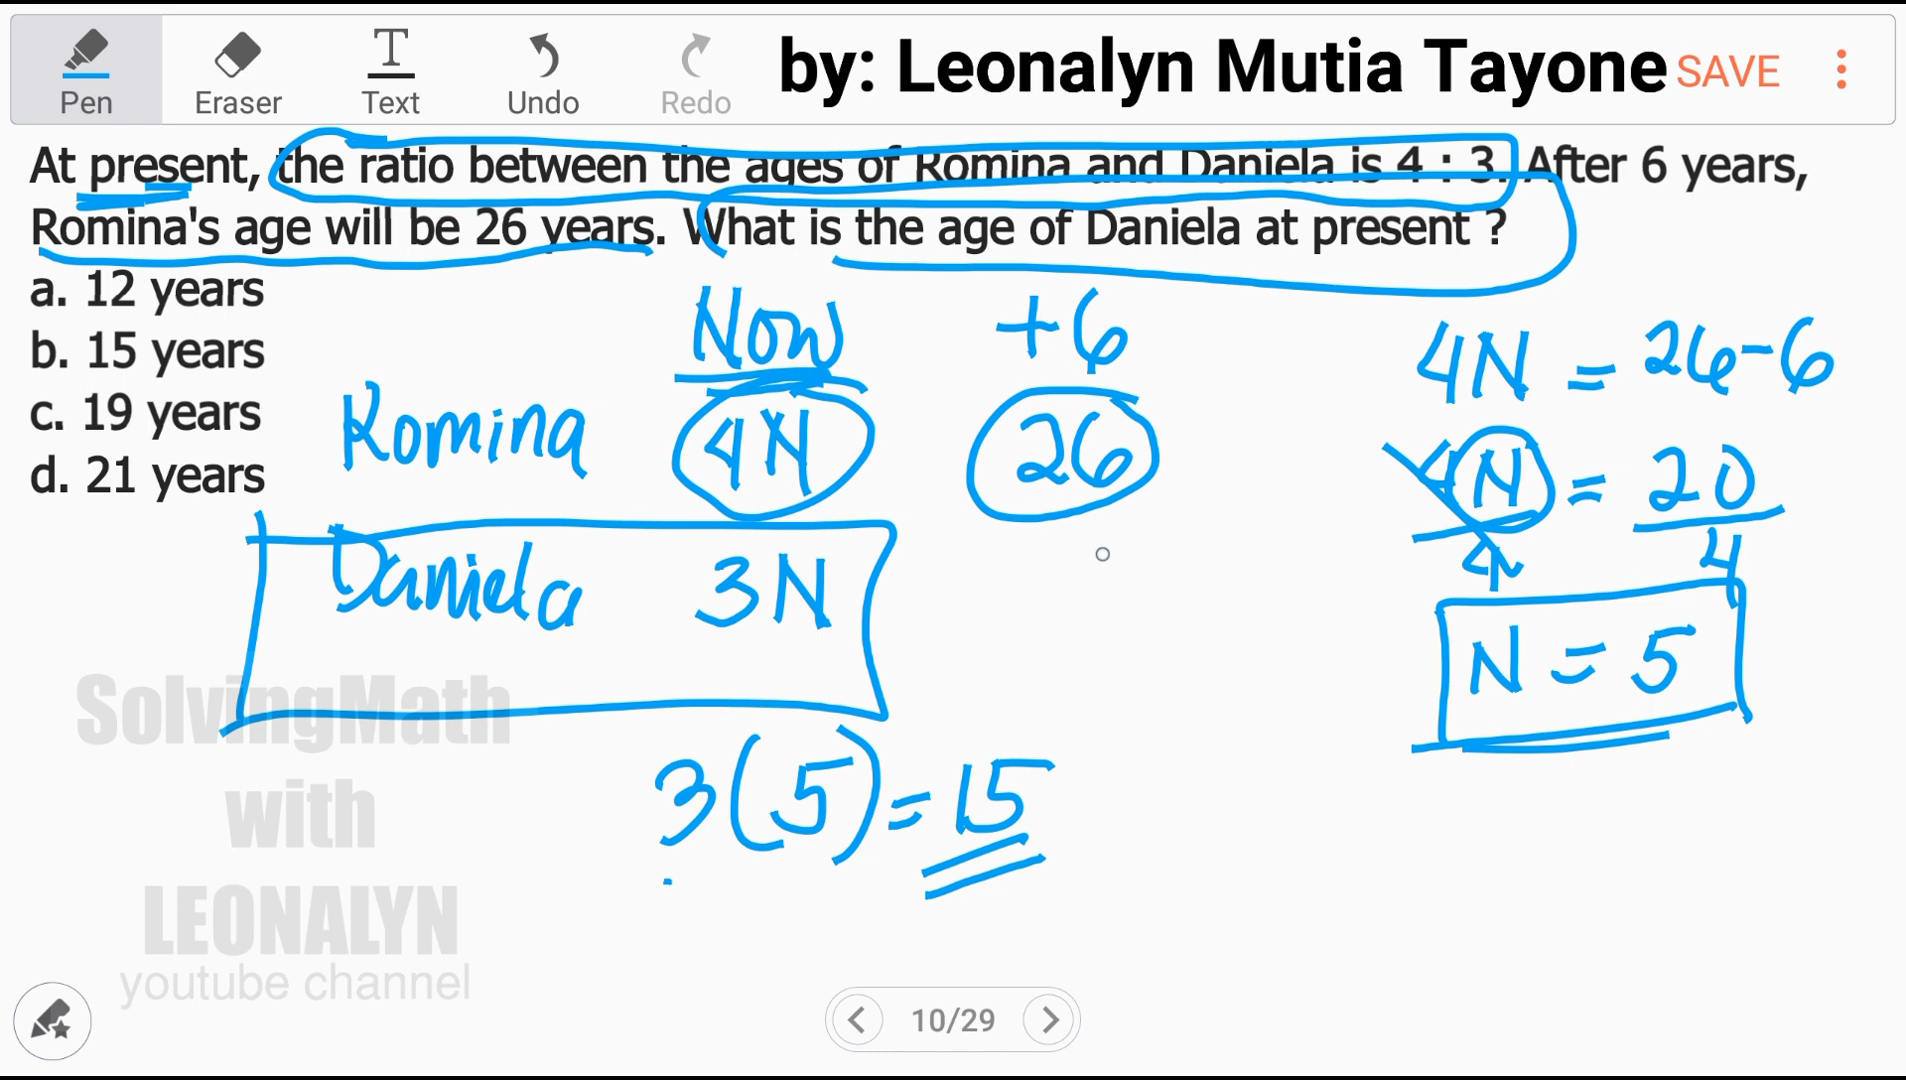 Pen Eraser Text Undo Redo by: Leonalyn Mutia Tayone SAVE
At present, the ratio between the ages of Romina and Daniela is 4 : 3. After 6 years,
Romina's age will be 26 years. What is the age of Daniela at present ?
a. 12 years
b. 15 years
c. 19 years
d. 21 years
Now +6
Romina 4N 26
Daniela 3N
4N = 26-6
4N = 20
4 4
N = 5
3(5) = 15
SolvingMath
with
LEONALYN
youtube channel
10/29